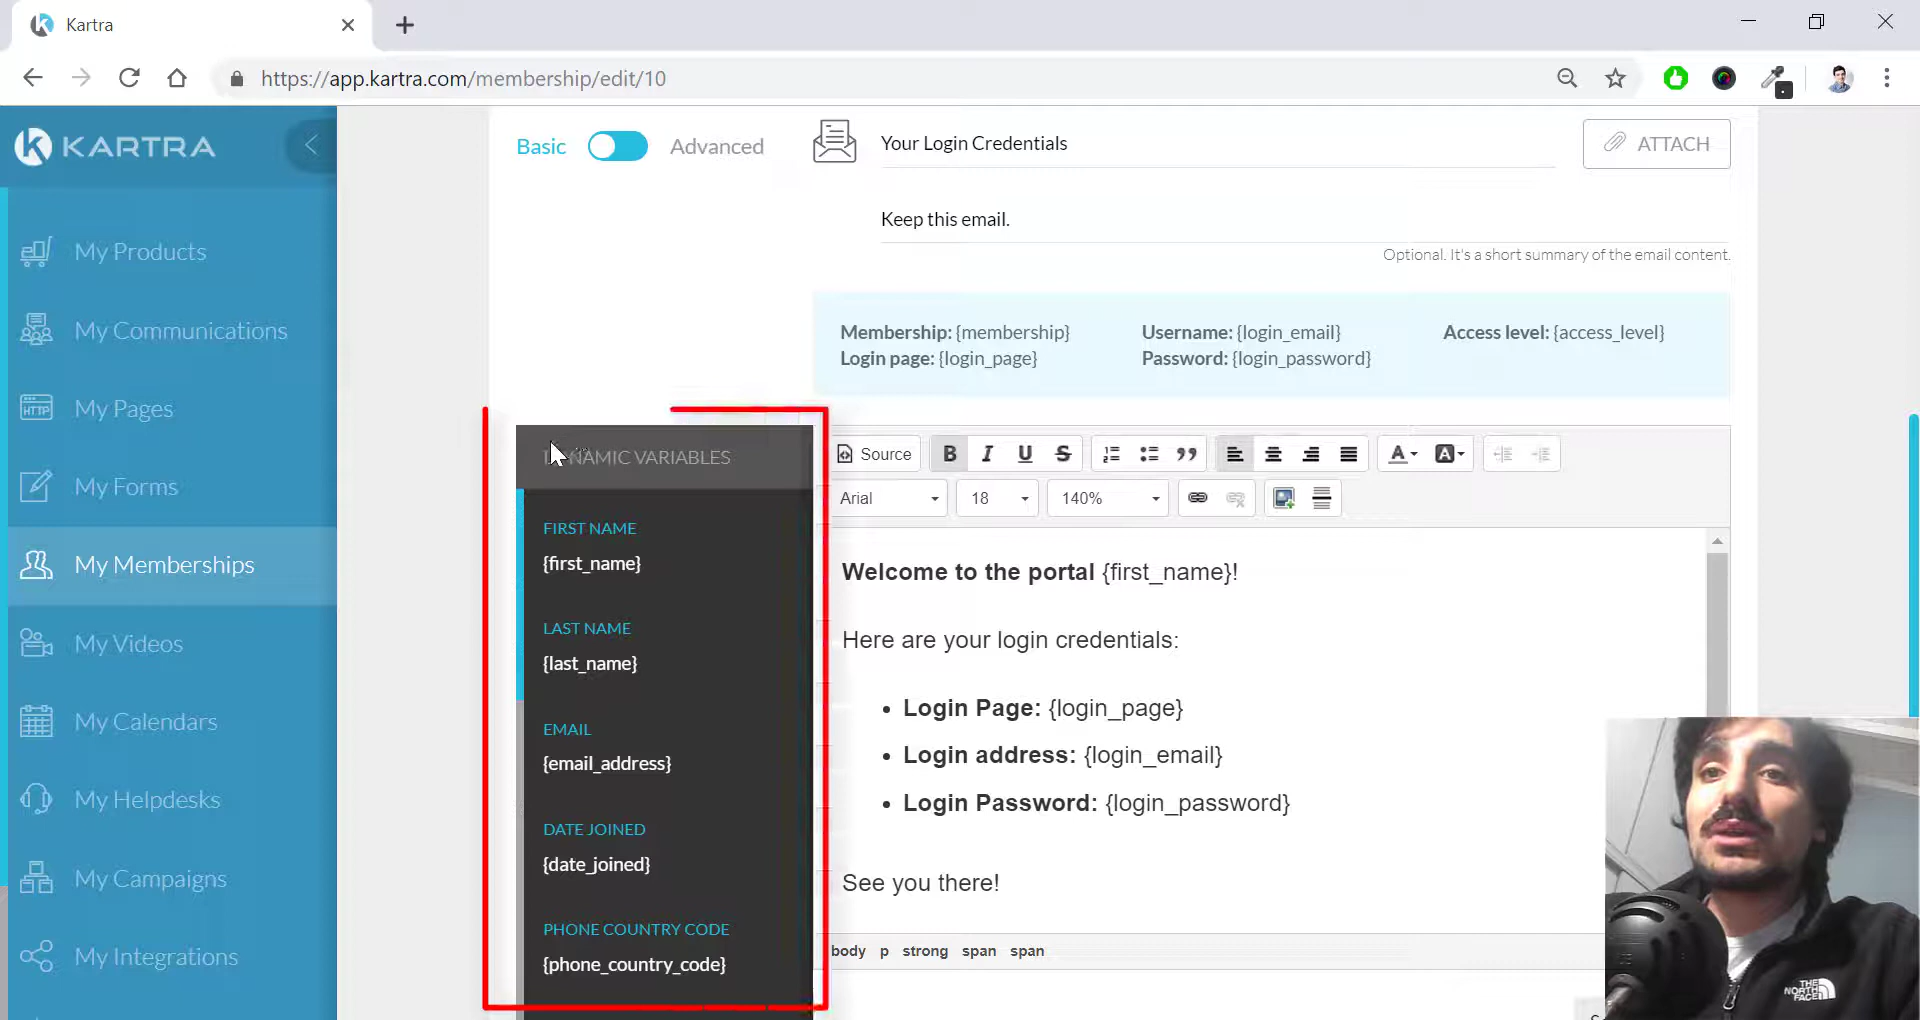 Kartra
https://app.kartra.com/membership/edit/10
KARTRA
My Products
My Communications
HTTP
My Pages
My Forms
My Memberships
My Videos
My Calendars
My Helpdesks
My Campaigns
My Integrations
Basic
Advanced
Your Login Credentials
ATTACH
Keep this email.
Optional. It's a short summary of the email content.
Membership: {membership}
Username: {login_email}
Access level: {access_level}
Login page: {login_page}
Password: {login_password}
DYNAMIC VARIABLES
FIRST NAME
{first_name}
LAST NAME
{last_name}
EMAIL
{email_address}
DATE JOINED
{date_joined}
PHONE COUNTRY CODE
{phone_country_code}
Source
B I U S
A A
Arial
18
140%
Welcome to the portal {first_name}!
Here are your login credentials:
• Login Page: {login_page}
• Login address: {login_email}
• Login Password: {login_password}
See you there!
body p strong span span
THE NORTH FACE